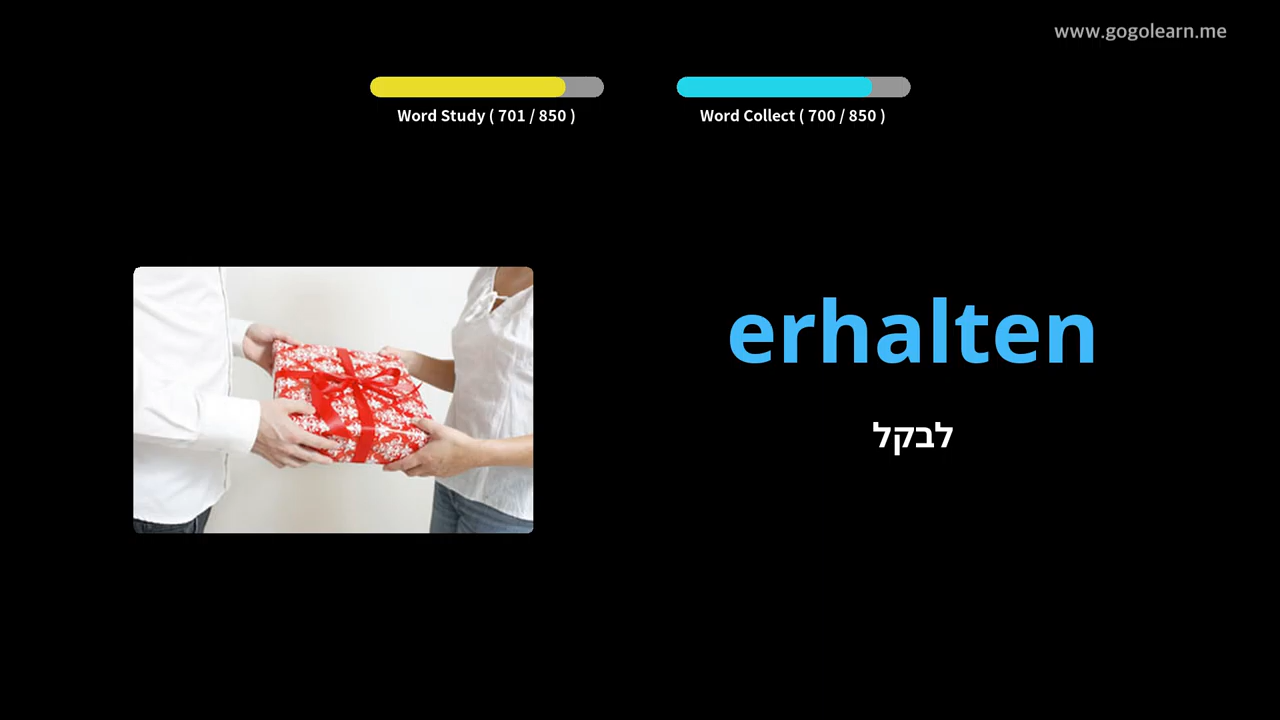 www.gogolearn.me
Word Study ( 701 / 850 )
Word Collect ( 700 / 850 )
erhalten
לבקל